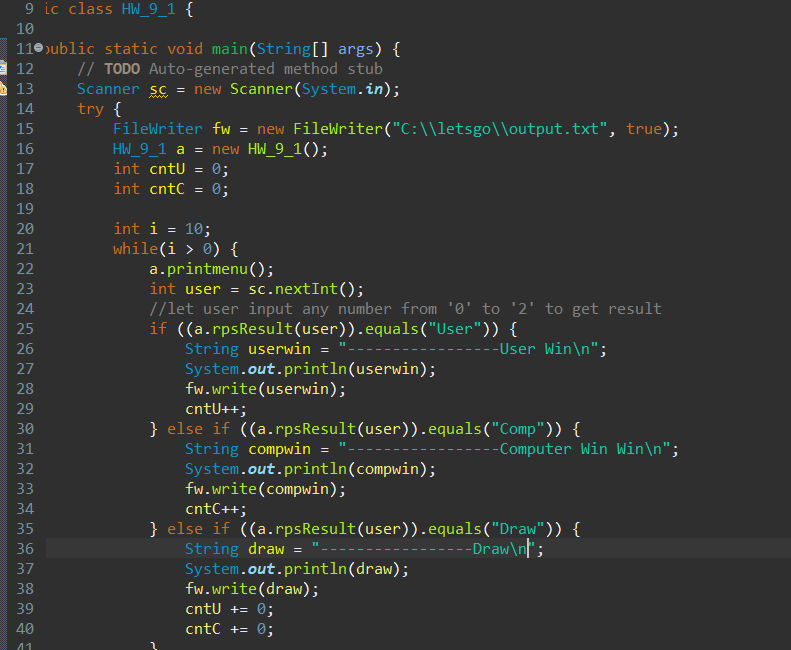 9 ic class HW_9_1 {
10
11 public static void main(String[] args) {
12 // TODO Auto-generated method stub
13 Scanner sc = new Scanner(System.in);
14 try {
15 FileWriter fw = new FileWriter("C:\\letsgo\\output.txt", true);
16 HW_9_1 a = new HW_9_1();
17 int cntU = 0;
18 int cntC = 0;
19
20 int i = 10;
21 while(i > 0) {
22 a.printmenu();
23 int user = sc.nextInt();
24 //let user input any number from '0' to '2' to get result
25 if ((a.rpsResult(user)).equals("User")) {
26 String userwin = "-----------------User Win\n";
27 System.out.println(userwin);
28 fw.write(userwin);
29 cntU++;
30 } else if ((a.rpsResult(user)).equals("Comp")) {
31 String compwin = "-----------------Computer Win Win\n";
32 System.out.println(compwin);
33 fw.write(compwin);
34 cntC++;
35 } else if ((a.rpsResult(user)).equals("Draw")) {
36 String draw = "-----------------Draw\n";
37 System.out.println(draw);
38 fw.write(draw);
39 cntU += 0;
40 cntC += 0;
41 }